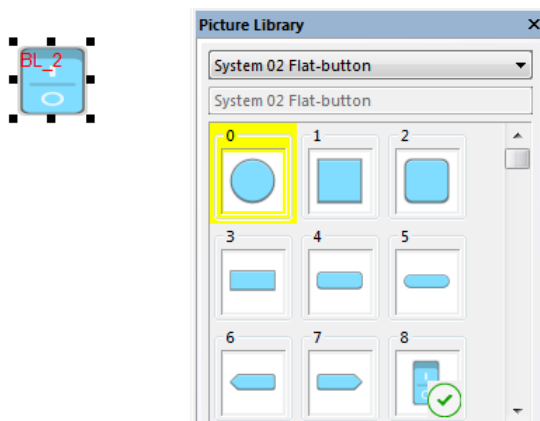 BL_2
Picture Library
System 02 Flat-button
System 02 Flat-button
0 1 2
3 4 5
6 7 8